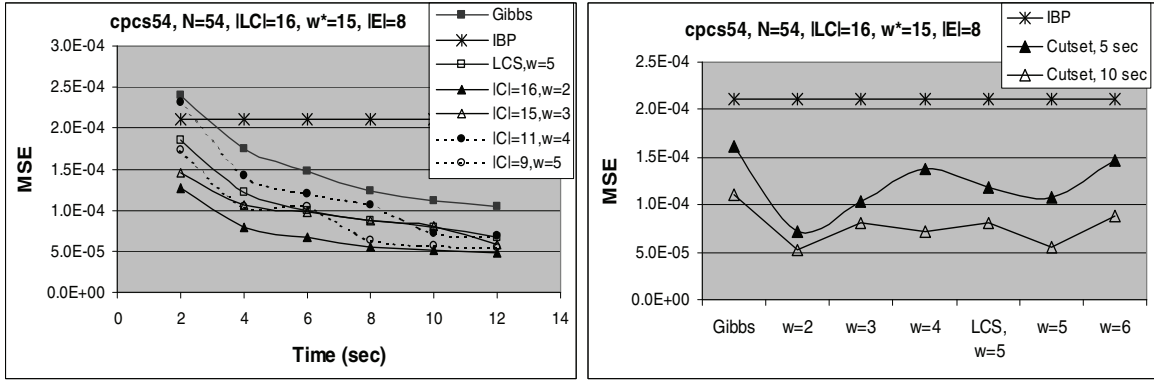 cpcs54, N=54, |LC|=16, w*=15, |E|=8
Gibbs
IBP
LCS,w=5
|C|=16,w=2
|C|=15,w=3
|C|=11,w=4
|C|=9,w=5
3.0E-04
2.5E-04
2.0E-04
1.5E-04
1.0E-04
5.0E-05
0.0E+00
MSE
0 2 4 6 8 10 12 14
Time (sec)
cpcs54, N=54, |LC|=16, w*=15, |E|=8
IBP
Cutset, 5 sec
Cutset, 10 sec
2.5E-04
2.0E-04
1.5E-04
1.0E-04
5.0E-05
0.0E+00
MSE
Gibbs w=2 w=3 w=4 LCS, w=5 w=6
w=5